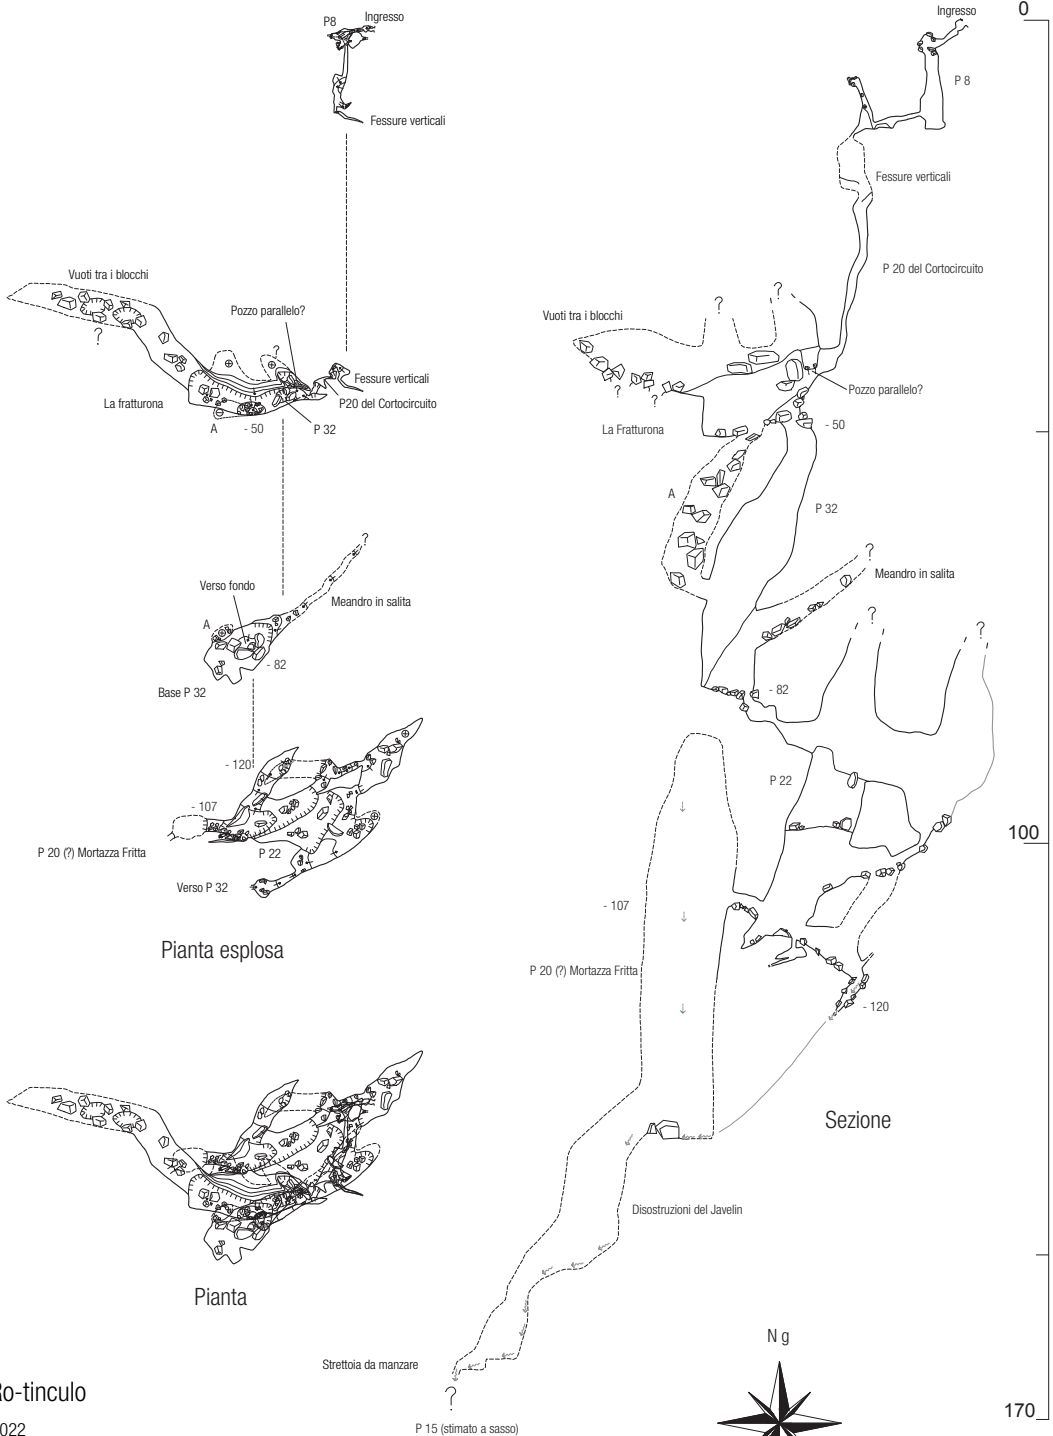 P8
Ingresso
Fessure verticali
Vuoti tra i blocchi
?
Pozzo parallelo?
?
Fessure verticali
La fratturona
P20 del Cortocircuito
A
- 50
P 32
?
Verso fondo
Meandro in salita
A
- 82
Base P 32
- 120
- 107
P 20 (?) Mortazza Fritta
P 22
Verso P 32
Pianta esplosa
Pianta
Ingresso
0
P 8
Fessure verticali
P 20 del Cortocircuito
?
?
Vuoti tra i blocchi
?
?
Pozzo parallelo?
La Fratturona
- 50
A
P 32
?
Meandro in salita
?
?
- 82
P 22
100
- 107
P 20 (?) Mortazza Fritta
- 120
Sezione
Disostruzioni del Javelin
Strettoia da manzare
?
P 15 (stimato a sasso)
N g
170
o-tinculo
022